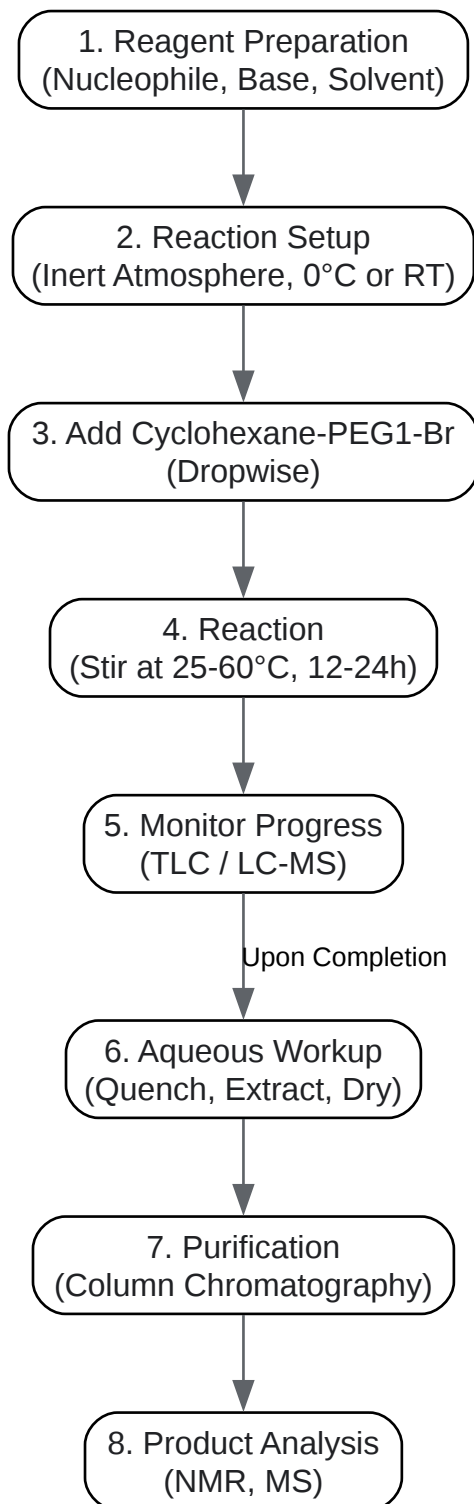 1. Reagent Preparation
(Nucleophile, Base, Solvent)
2. Reaction Setup
(Inert Atmosphere, 0°C or RT)
3. Add Cyclohexane-PEG1-Br
(Dropwise)
4. Reaction
(Stir at 25-60°C, 12-24h)
5. Monitor Progress
(TLC / LC-MS)
Upon Completion
6. Aqueous Workup
(Quench, Extract, Dry)
7. Purification
(Column Chromatography)
8. Product Analysis
(NMR, MS)